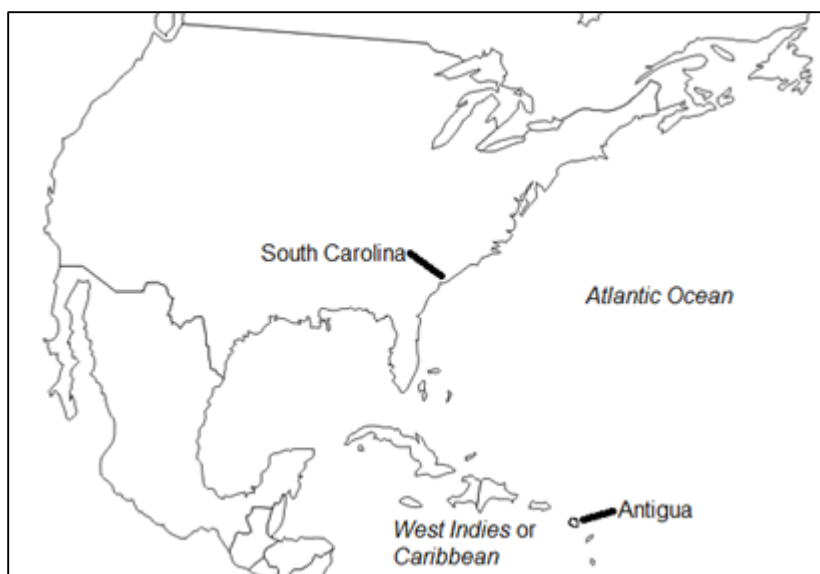 South Carolina
Atlantic Ocean
Antigua
West Indies or
Caribbean